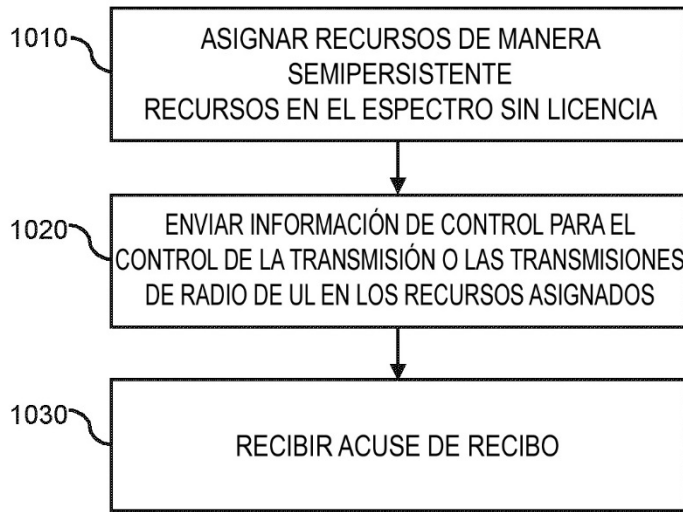 1010
ASIGNAR RECURSOS DE MANERA
SEMIPERSISTENTE
RECURSOS EN EL ESPECTRO SIN LICENCIA
1020
ENVIAR INFORMACIÓN DE CONTROL PARA EL
CONTROL DE LA TRANSMISIÓN O LAS TRANSMISIONES
DE RADIO DE UL EN LOS RECURSOS ASIGNADOS
1030
RECIBIR ACUSE DE RECIBO